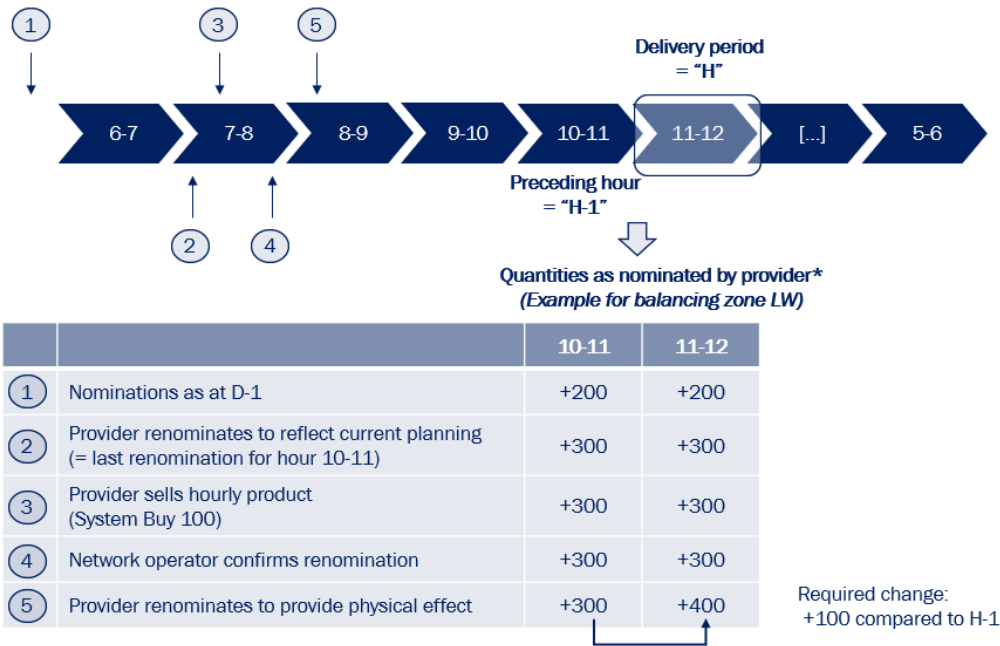 1
3
5
Delivery period
= “H”
6-7
7-8
8-9
9-10
10-11
11-12
[...]
5-6
2
4
Preceding hour
= “H-1”
Quantities as nominated by provider*
(Example for balancing zone LW)
10-11 11-12
1 Nominations as at D-1 +200 +200
2 Provider renominates to reflect current planning
(= last renomination for hour 10-11) +300 +300
3 Provider sells hourly product
(System Buy 100) +300 +300
4 Network operator confirms renomination +300 +300
5 Provider renominates to provide physical effect +300 +400
Required change:
+100 compared to H-1